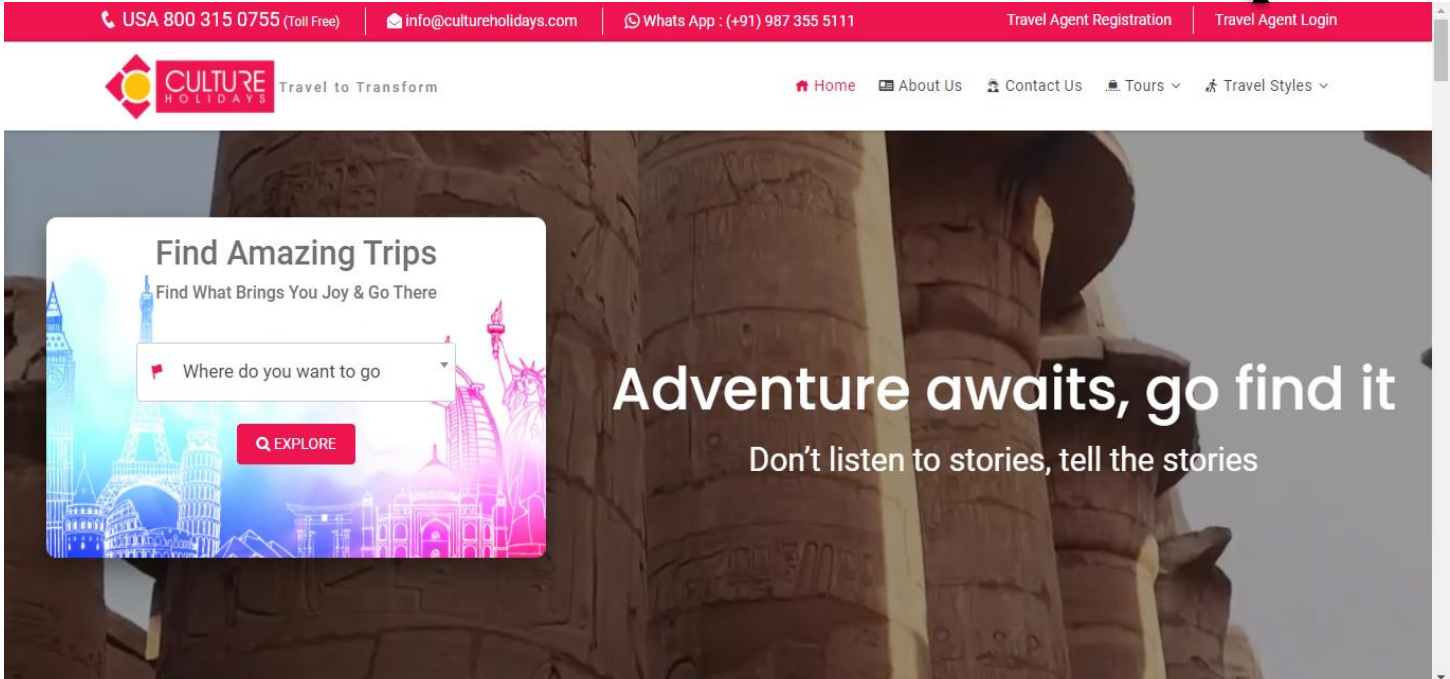 USA 800 315 0755 (Toll Free)
info@cultureholidays.com
Whats App : (+91) 987 355 5111
Travel Agent Registration
Travel Agent Login
CULTURE
HOLIDAYS
Travel to Transform
Home
About Us
Contact Us
Tours
Travel Styles
Find Amazing Trips
Find What Brings You Joy & Go There
Where do you want to go
EXPLORE
Adventure awaits, go find it
Don't listen to stories, tell the stories